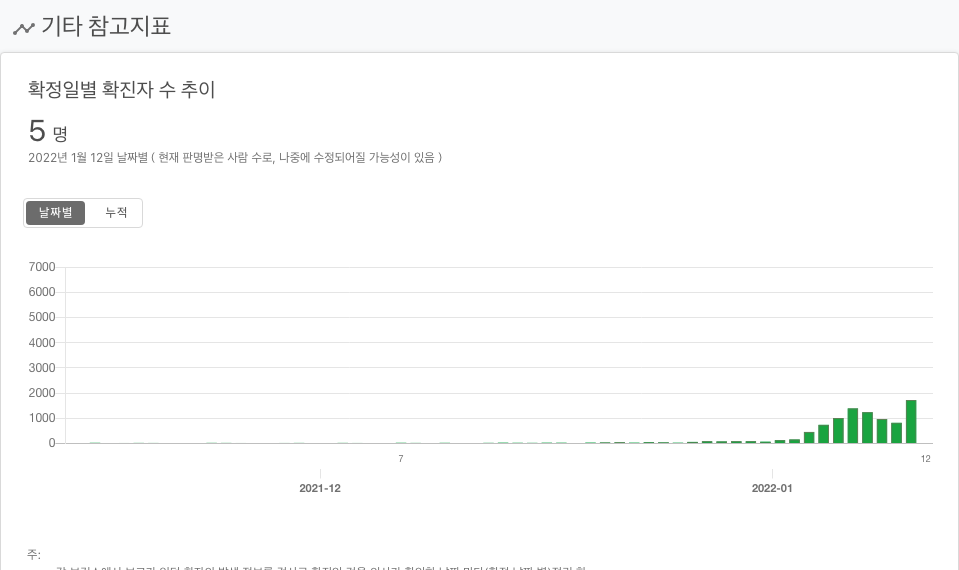 기타 참고지표
확정일별 확진자 수 추이
5 명
2022년 1월 12일 날짜별 ( 현재 판명받은 사람 수로, 나중에 수정되어질 가능성이 있음 )
날짜별 누적
7000
6000
5000
4000
3000
2000
1000
0
7 12
2021-12 2022-01
주: